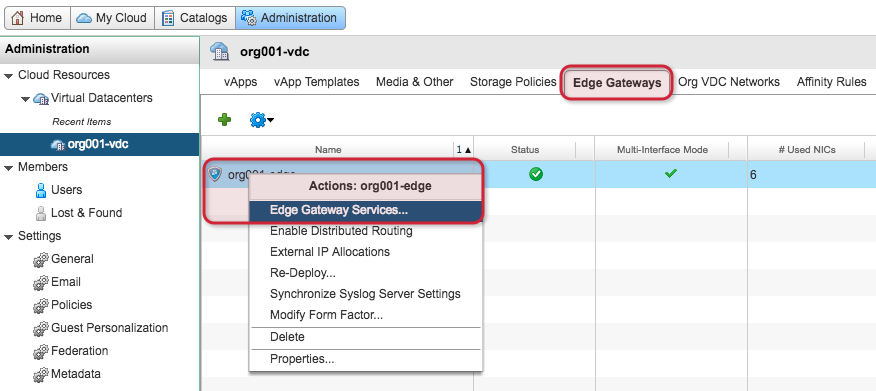 Home My Cloud Catalogs Administration
Administration
Cloud Resources
Virtual Datacenters
Recent Items
org001-vdc
Members
Users
Lost & Found
Settings
General
Email
Policies
Guest Personalization
Federation
Metadata
org001-vdc
vApps vApp Templates Media & Other Storage Policies Edge Gateways Org VDC Networks Affinity Rules
Name 1▲ Status Multi-Interface Mode # Used NICs
org001-edge 6
Actions: org001-edge
Edge Gateway Services...
Enable Distributed Routing
External IP Allocations
Re-Deploy...
Synchronize Syslog Server Settings
Modify Form Factor...
Delete
Properties...